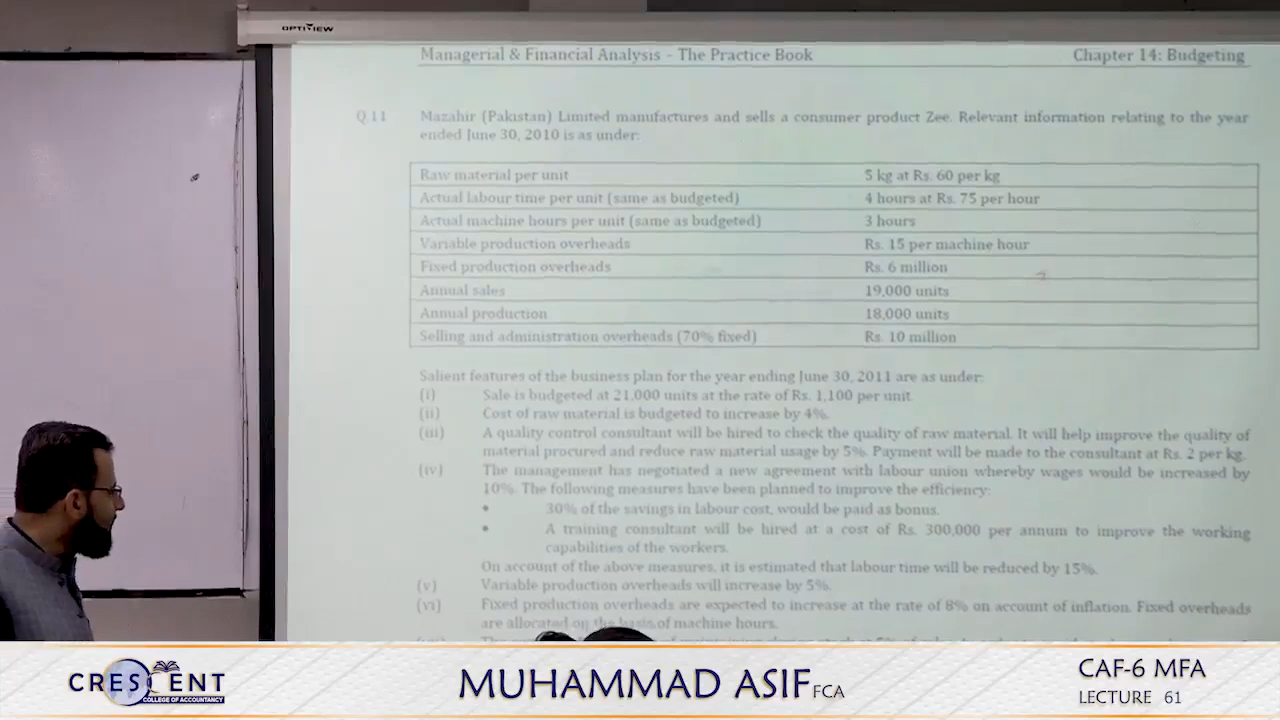 OPTIVIEW
Managerial & Financial Analysis – The Practice Book Chapter 14: Budgeting
Q.11 Mazahir (Pakistan) Limited manufactures and sells a consumer product Zee. Relevant information relating to the year
ended June 30, 2010 is as under:
Raw material per unit 5 kg at Rs. 60 per kg
Actual labour time per unit (same as budgeted) 4 hours at Rs. 75 per hour
Actual machine hours per unit (same as budgeted) 3 hours
Variable production overheads Rs. 15 per machine hour
Fixed production overheads Rs. 6 million
Annual sales 19,000 units
Annual production 18,000 units
Selling and administration overheads (70% fixed) Rs. 10 million
Salient features of the business plan for the year ending June 30, 2011 are as under:
(i) Sale is budgeted at 21,000 units at the rate of Rs. 1,100 per unit.
(ii) Cost of raw material is budgeted to increase by 4%.
(iii) A quality control consultant will be hired to check the quality of raw material. It will help improve the quality of
material procured and reduce raw material usage by 5%. Payment will be made to the consultant at Rs. 2 per kg.
(iv) The management has negotiated a new agreement with labour union whereby wages would be increased by
10%. The following measures have been planned to improve the efficiency:
• 30% of the savings in labour cost, would be paid as bonus.
• A training consultant will be hired at a cost of Rs. 300,000 per annum to improve the working
capabilities of the workers.
On account of the above measures, it is estimated that labour time will be reduced by 15%.
(v) Variable production overheads will increase by 5%.
(vi) Fixed production overheads are expected to increase at the rate of 8% on account of inflation. Fixed overheads
are allocated on the basis of machine hours.
CRESCENT
COLLEGE OF ACCOUNTANCY
MUHAMMAD ASIF FCA
CAF-6 MFA
LECTURE 61